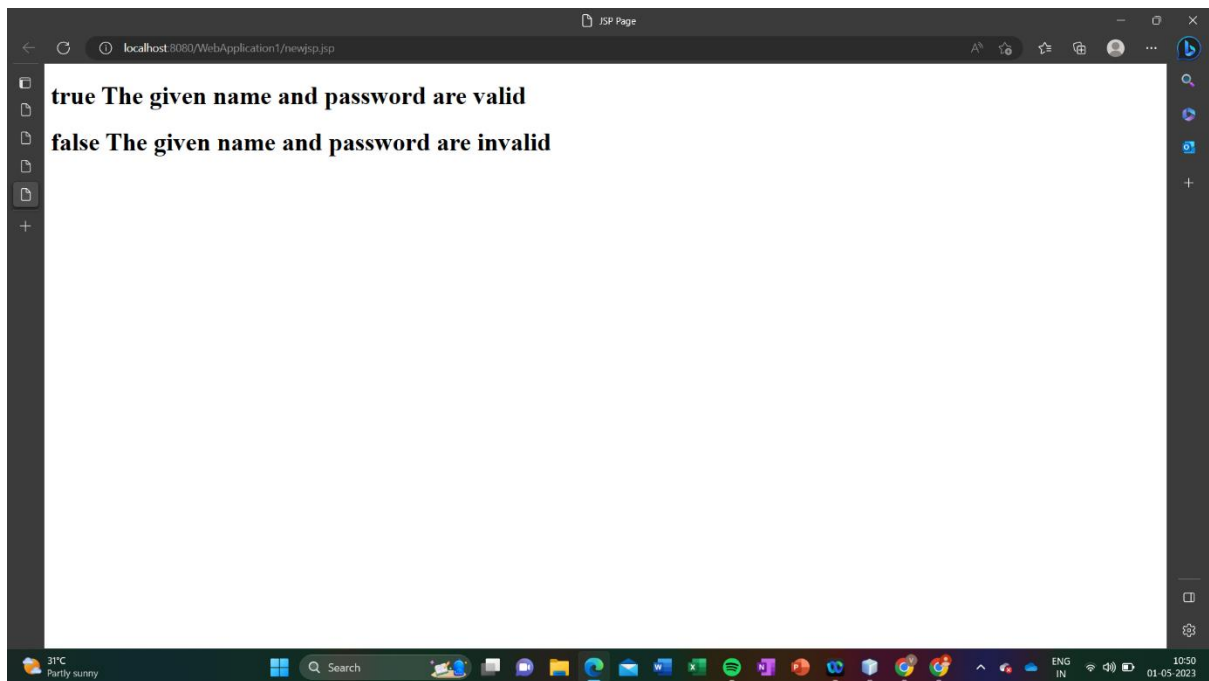 JSP Page
localhost:8080/WebApplication1/newjsp.jsp
true The given name and password are valid
false The given name and password are invalid
31°C
Partly sunny
Search
ENG
IN
10:50
01-05-2023